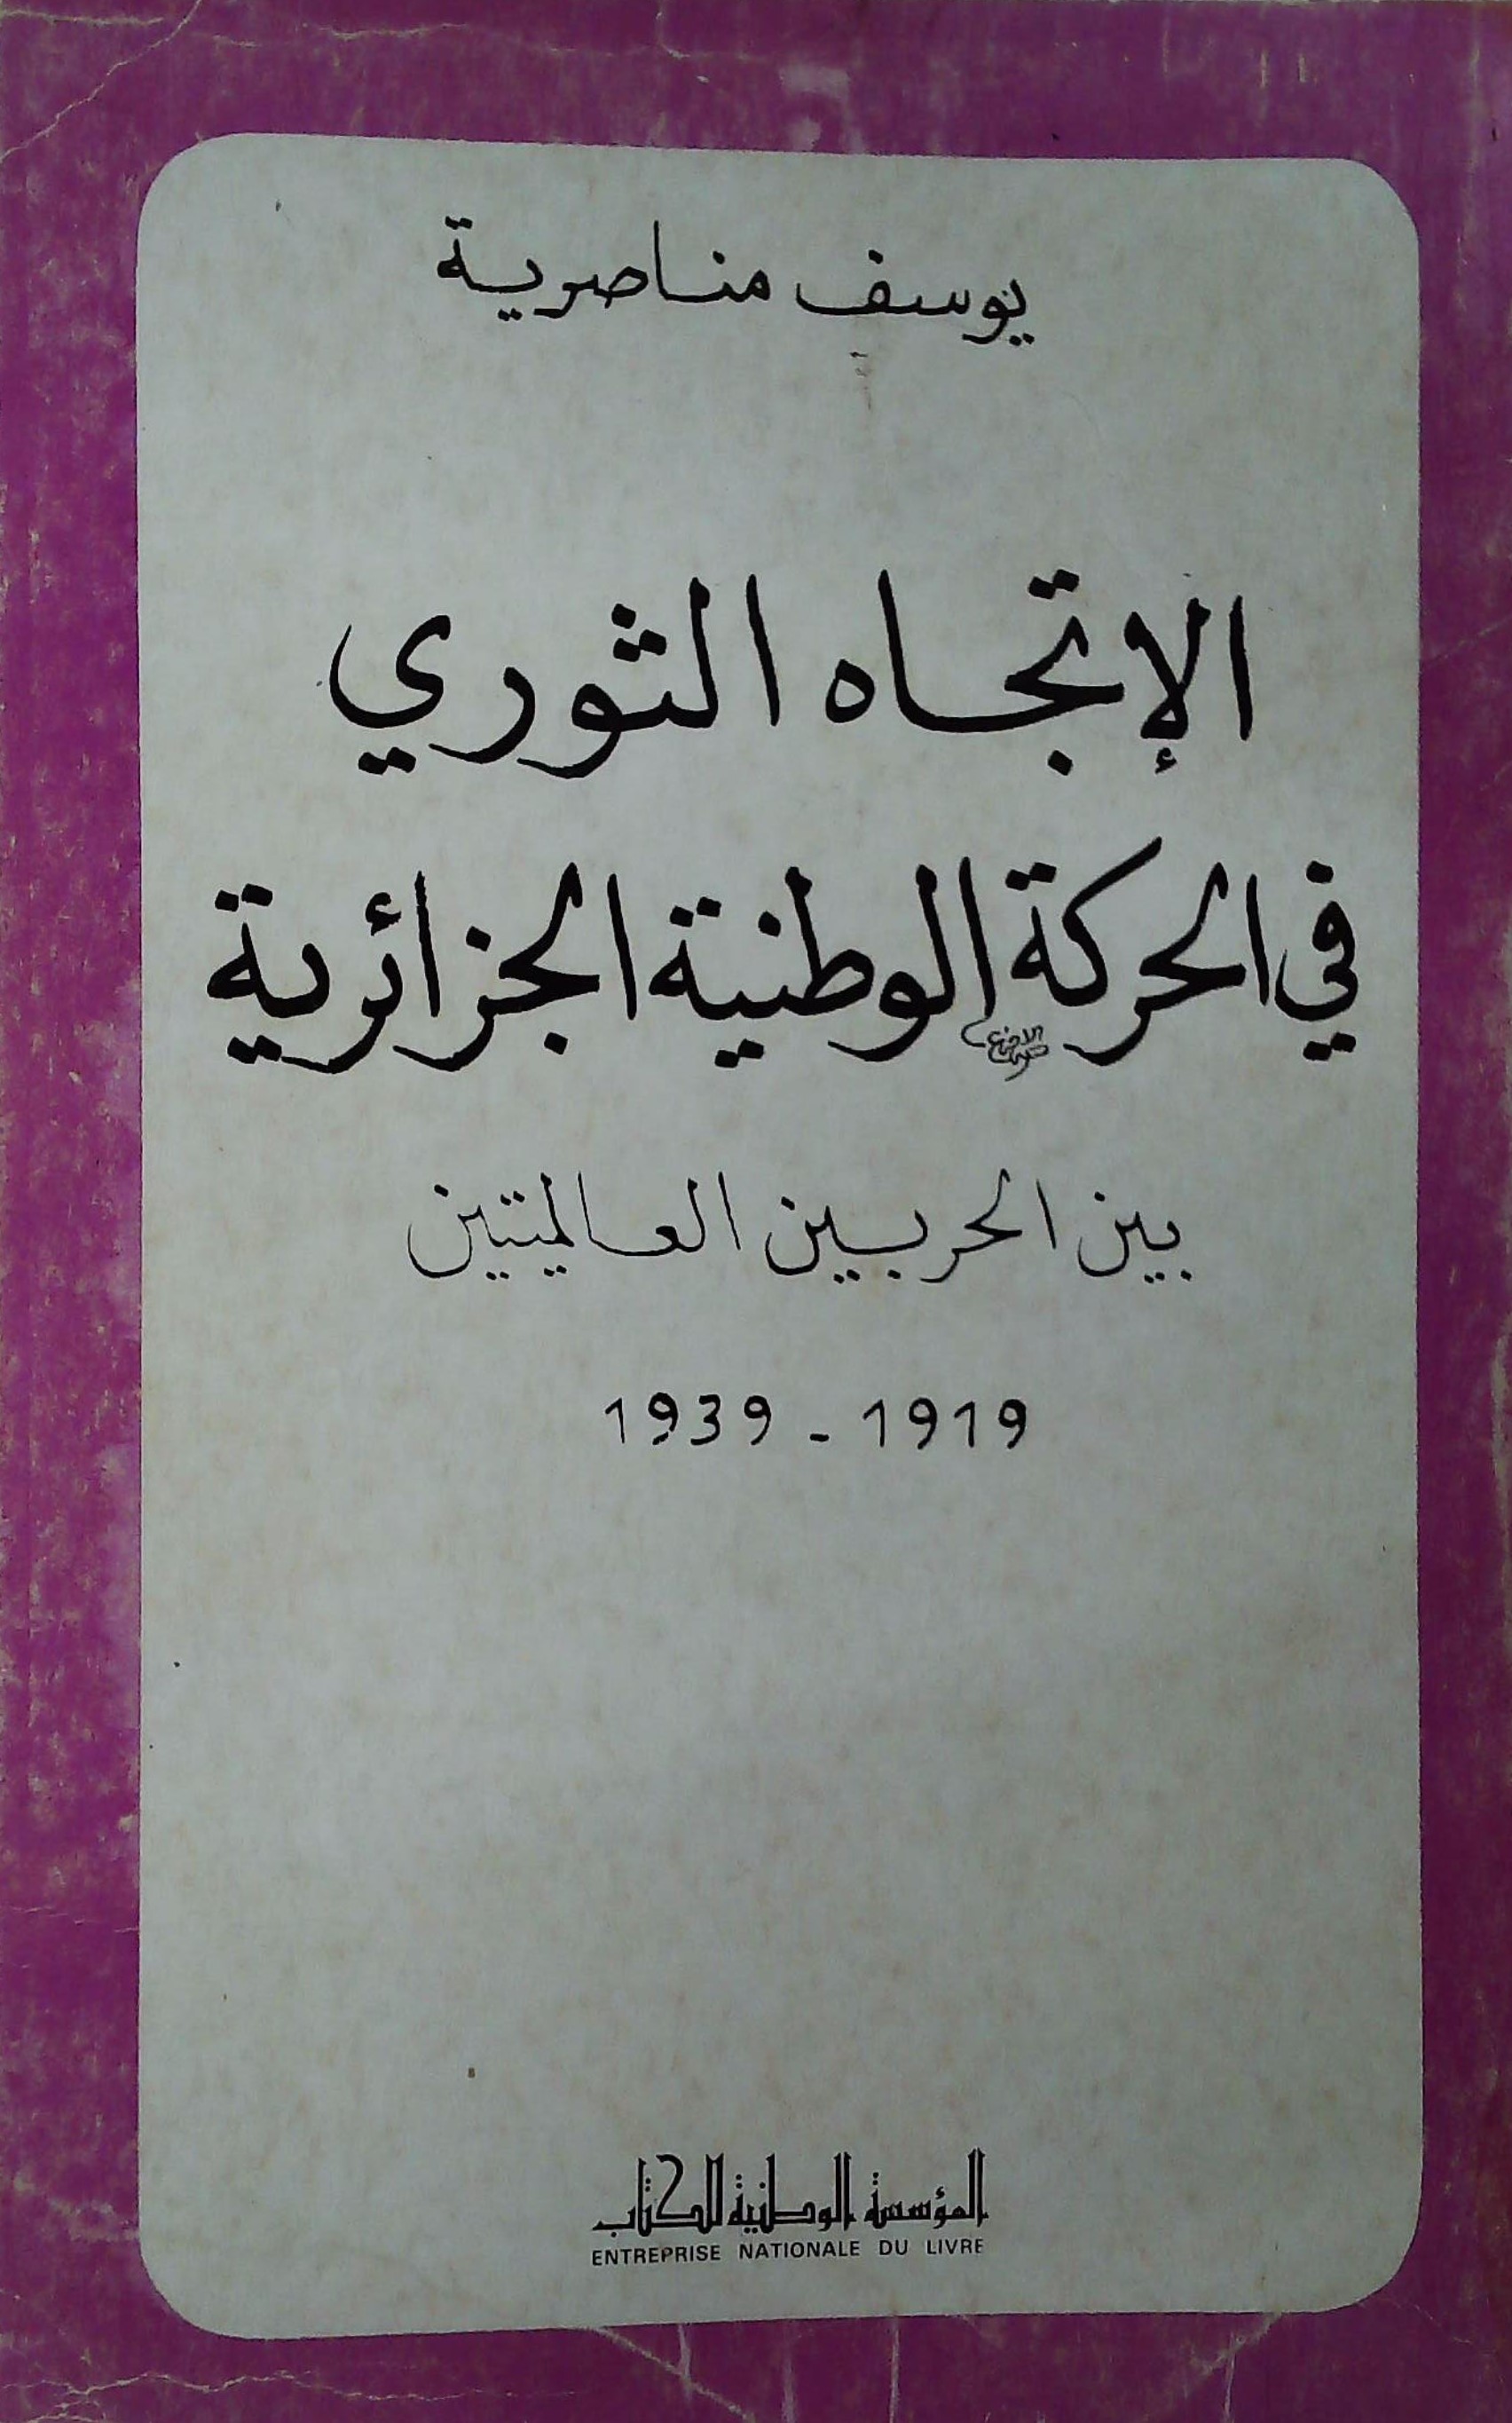 يوسف مناصرية
الإتجاه الثوري
في الحركة الوطنية الجزائرية
بين الحربين العالميتين
1919 - 1939
المؤسسة الوطنية للكتاب
ENTREPRISE NATIONALE DU LIVRE